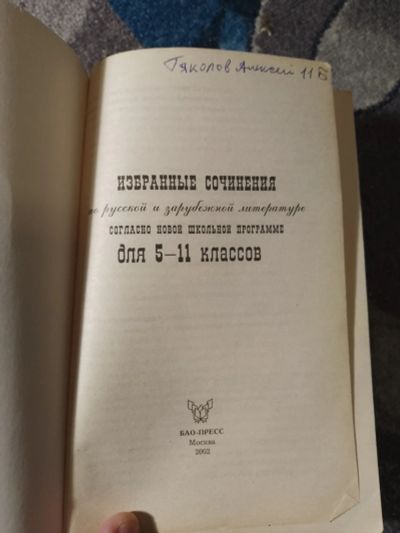 Гяколов Алексей 11 Б
ИЗБРАННЫЕ СОЧИНЕНИЯ
по русской и зарубежной литературе
СОГЛАСНО НОВОЙ ШКОЛЬНОЙ ПРОГРАММЕ
ДЛЯ 5–11 КЛАССОВ
БАО-ПРЕСС
Москва
2002